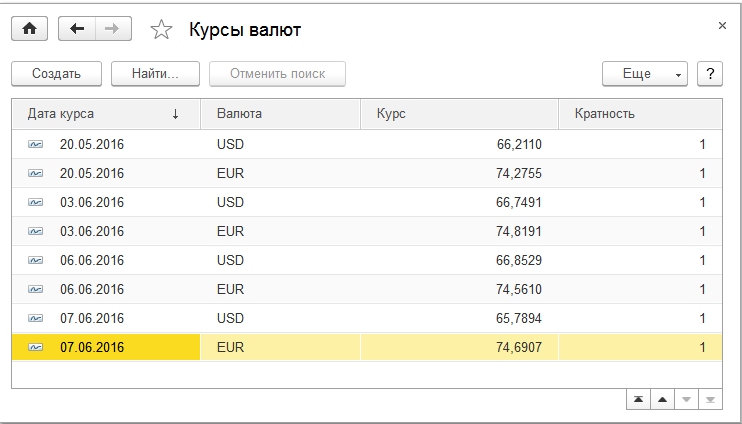 Курсы валют
×
Создать Найти... Отменить поиск Еще ?
Дата курса ↓ Валюта Курс Кратность
20.05.2016 USD 66,2110 1
20.05.2016 EUR 74,2755 1
03.06.2016 USD 66,7491 1
03.06.2016 EUR 74,8191 1
06.06.2016 USD 66,8529 1
06.06.2016 EUR 74,5610 1
07.06.2016 USD 65,7894 1
07.06.2016 EUR 74,6907 1